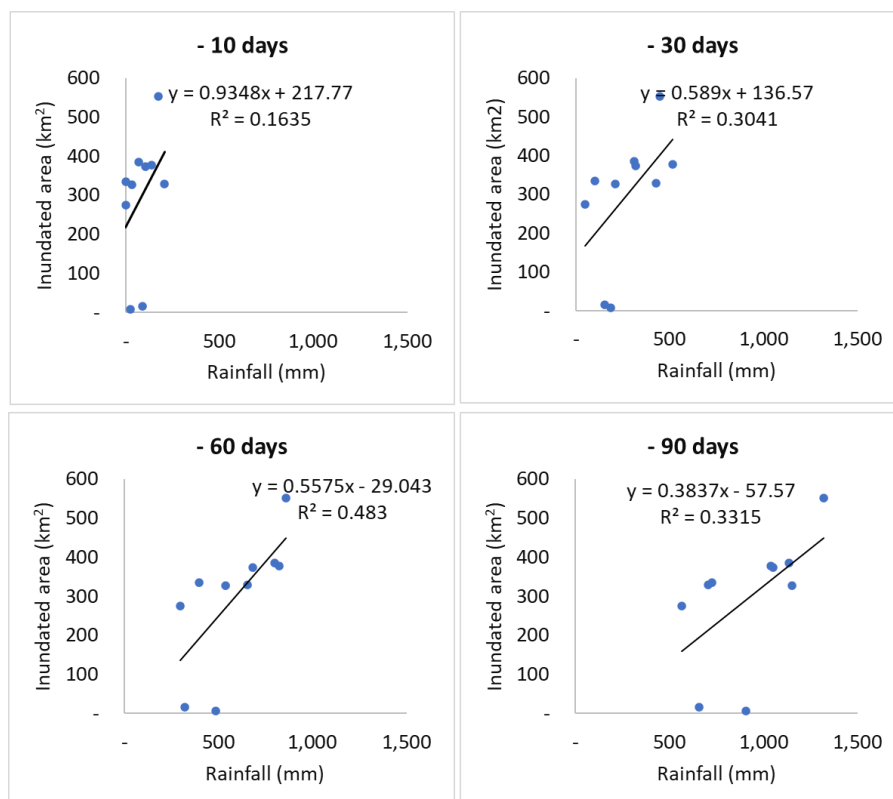 - 10 days
600
500
400
300
200
100
-
Inundated area (km²)
y = 0.9348x + 217.77
R² = 0.1635
- 500 1,000 1,500
Rainfall (mm)
- 30 days
600
500
400
300
200
100
-
Inundated area (km2)
y = 0.589x + 136.57
R² = 0.3041
- 500 1,000 1,500
Rainfall (mm)
- 60 days
600
500
400
300
200
100
-
Inundated area (km²)
y = 0.5575x - 29.043
R² = 0.483
- 500 1,000 1,500
Rainfall (mm)
- 90 days
600
500
400
300
200
100
-
Inundated area (km²)
y = 0.3837x - 57.57
R² = 0.3315
- 500 1,000 1,500
Rainfall (mm)